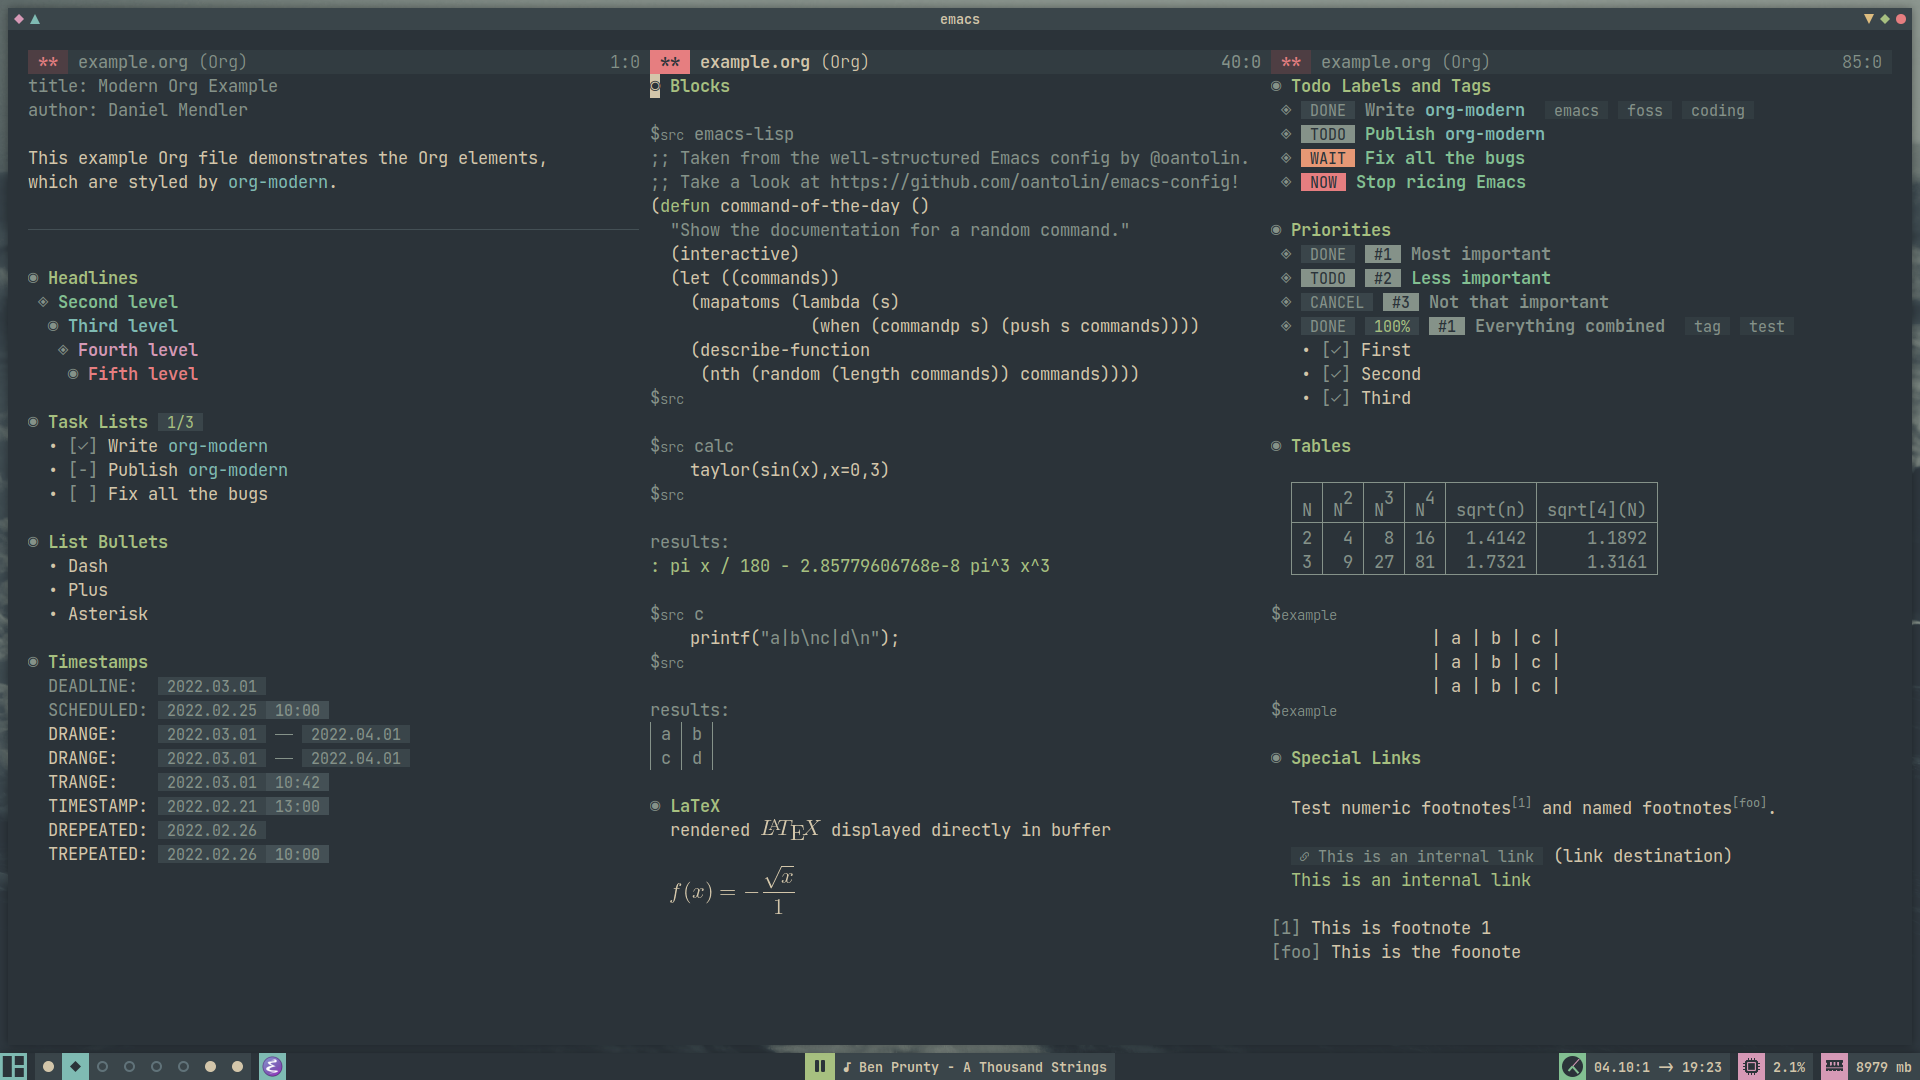 emacs
** example.org (Org) 1:0
title: Modern Org Example
author: Daniel Mendler
This example Org file demonstrates the Org elements,
which are styled by org-modern.
◉ Headlines
◈ Second level
◉ Third level
◈ Fourth level
◉ Fifth level
◉ Task Lists 1/3
• [✓] Write org-modern
• [-] Publish org-modern
• [ ] Fix all the bugs
◉ List Bullets
• Dash
• Plus
• Asterisk
◉ Timestamps
DEADLINE: 2022.03.01
SCHEDULED: 2022.02.25 10:00
DRANGE: 2022.03.01 — 2022.04.01
DRANGE: 2022.03.01 — 2022.04.01
TRANGE: 2022.03.01 10:42
TIMESTAMP: 2022.02.21 13:00
DREPEATED: 2022.02.26
TREPEATED: 2022.02.26 10:00
** example.org (Org) 40:0
◉ Blocks
$src emacs-lisp
;; Taken from the well-structured Emacs config by @oantolin.
;; Take a look at https://github.com/oantolin/emacs-config!
(defun command-of-the-day ()
"Show the documentation for a random command."
(interactive)
(let ((commands))
(mapatoms (lambda (s)
(when (commandp s) (push s commands))))
(describe-function
(nth (random (length commands)) commands))))
$src
$src calc
taylor(sin(x),x=0,3)
$src
results:
: pi x / 180 - 2.85779606768e-8 pi^3 x^3
$src c
printf("a|b\nc|d\n");
$src
results:
a b
c d
◉ LaTeX
rendered LATEX displayed directly in buffer
f(x) = −√x/1
** example.org (Org) 85:0
◉ Todo Labels and Tags
◈ DONE Write org-modern emacs foss coding
◈ TODO Publish org-modern
◈ WAIT Fix all the bugs
◈ NOW Stop ricing Emacs
◉ Priorities
◈ DONE #1 Most important
◈ TODO #2 Less important
◈ CANCEL #3 Not that important
◈ DONE 100% #1 Everything combined tag test
• [✓] First
• [✓] Second
• [✓] Third
◉ Tables
N N² N³ N⁴ sqrt(n) sqrt[4](N)
2 4 8 16 1.4142 1.1892
3 9 27 81 1.7321 1.3161
$example
| a | b | c |
| a | b | c |
| a | b | c |
$example
◉ Special Links
Test numeric footnotes[1] and named footnotes[foo].
This is an internal link (link destination)
This is an internal link
[1] This is footnote 1
[foo] This is the foonote
♪ Ben Prunty - A Thousand Strings
04.10:1 → 19:23
2.1%
8979 mb